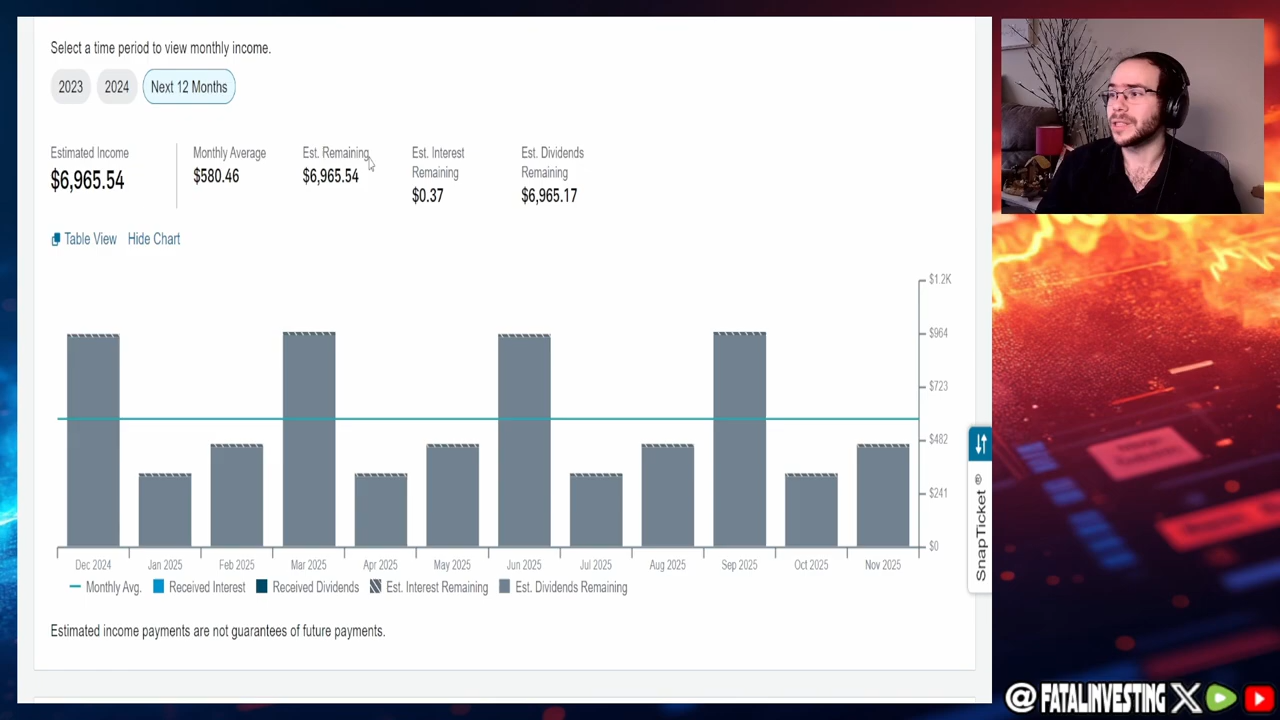 Select a time period to view monthly income.
2023 2024 Next 12 Months
Estimated Income
$6,965.54
Monthly Average
$580.46
Est. Remaining
$6,965.54
Est. Interest
Remaining
$0.37
Est. Dividends
Remaining
$6,965.17
Table View Hide Chart
$1.2K
$964
$723
$482
$241
$0
Dec 2024 Jan 2025 Feb 2025 Mar 2025 Apr 2025 May 2025 Jun 2025 Jul 2025 Aug 2025 Sep 2025 Oct 2025 Nov 2025
Monthly Avg. Received Interest Received Dividends Est. Interest Remaining Est. Dividends Remaining
Estimated income payments are not guarantees of future payments.
SnapTicket ®
@FATALINVESTING